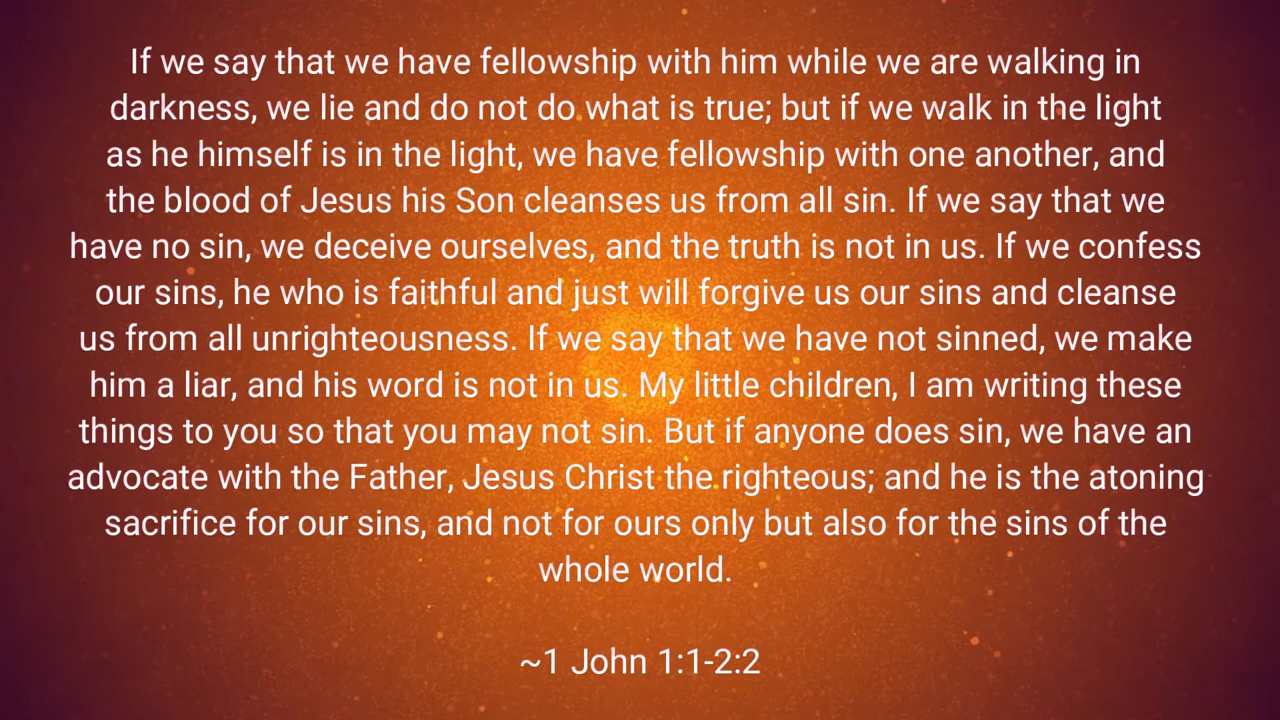 If we say that we have fellowship with him while we are walking in
darkness, we lie and do not do what is true; but if we walk in the light
as he himself is in the light, we have fellowship with one another, and
the blood of Jesus his Son cleanses us from all sin. If we say that we
have no sin, we deceive ourselves, and the truth is not in us. If we confess
our sins, he who is faithful and just will forgive us our sins and cleanse
us from all unrighteousness. If we say that we have not sinned, we make
him a liar, and his word is not in us. My little children, I am writing these
things to you so that you may not sin. But if anyone does sin, we have an
advocate with the Father, Jesus Christ the righteous; and he is the atoning
sacrifice for our sins, and not for ours only but also for the sins of the
whole world.
~1 John 1:1-2:2